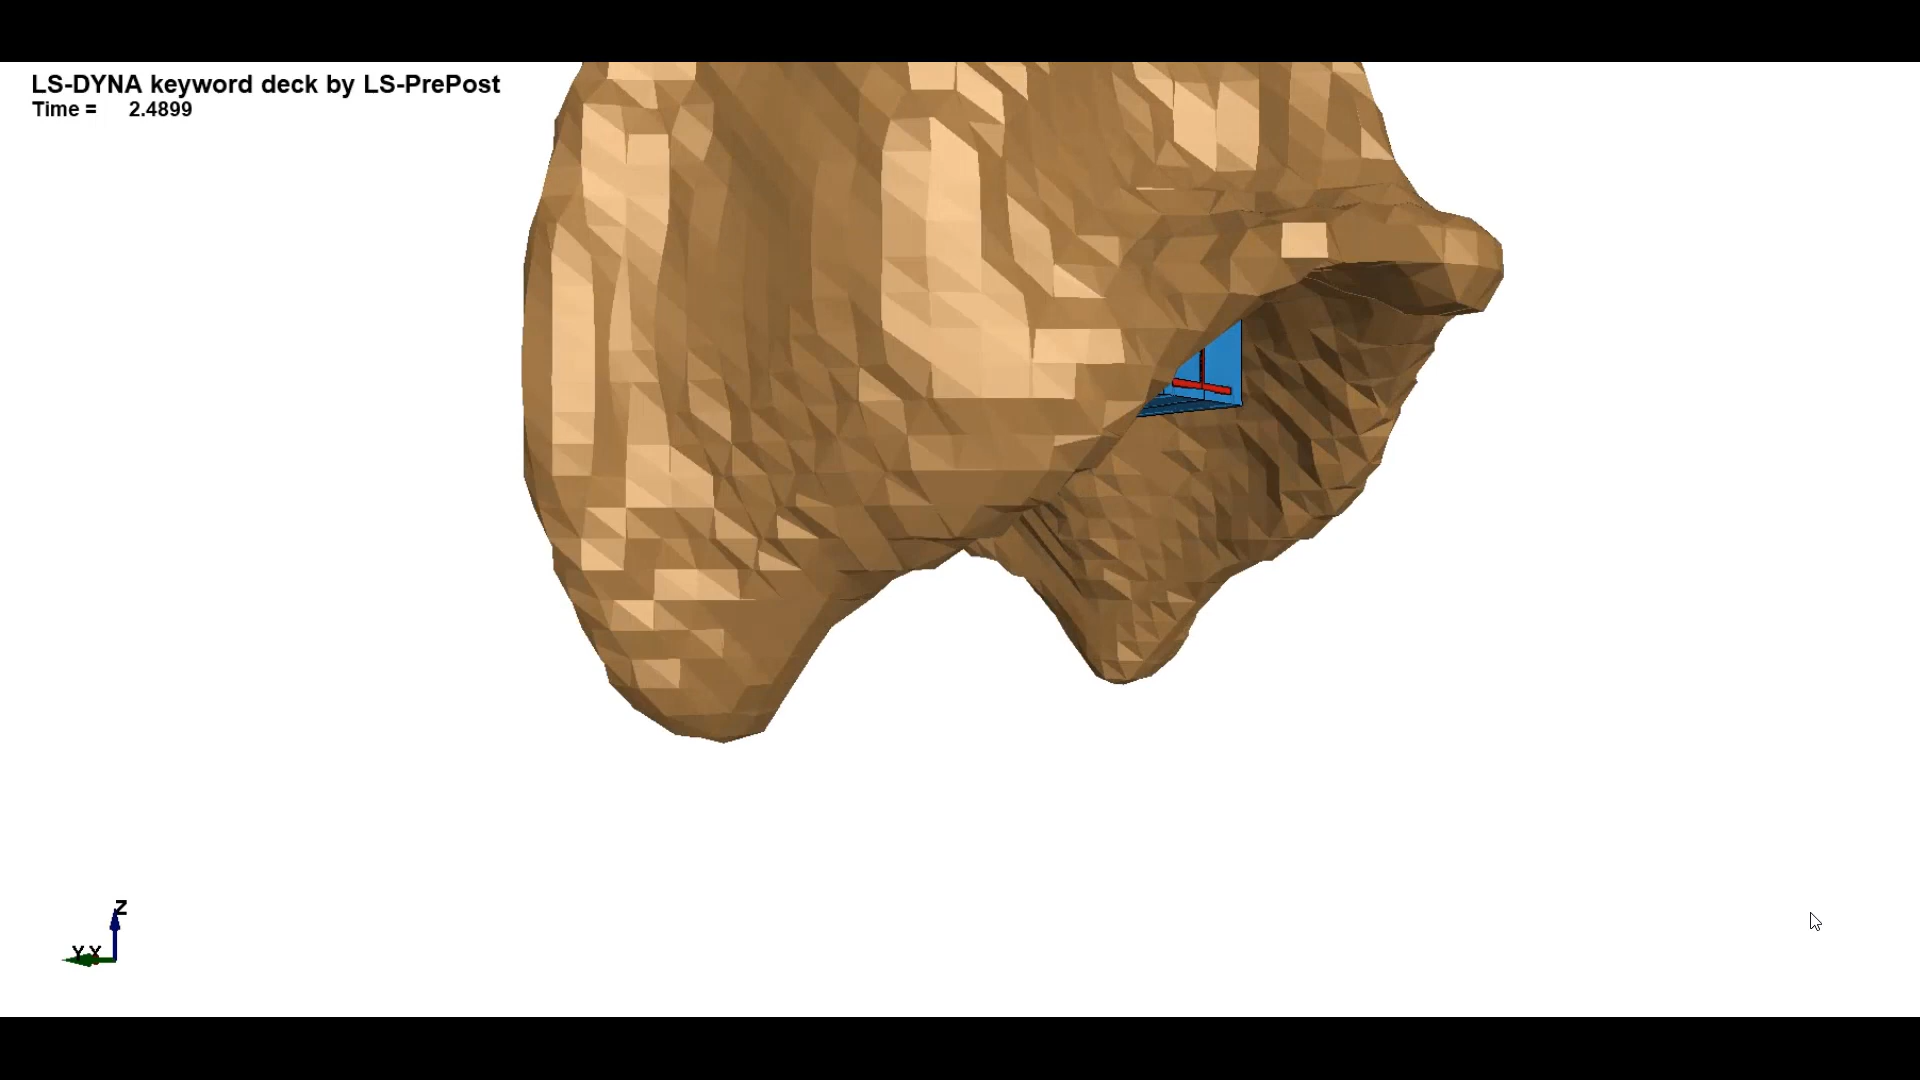 LS-DYNA keyword deck by LS-PrePost
Time = 2.4899
Z
Y X